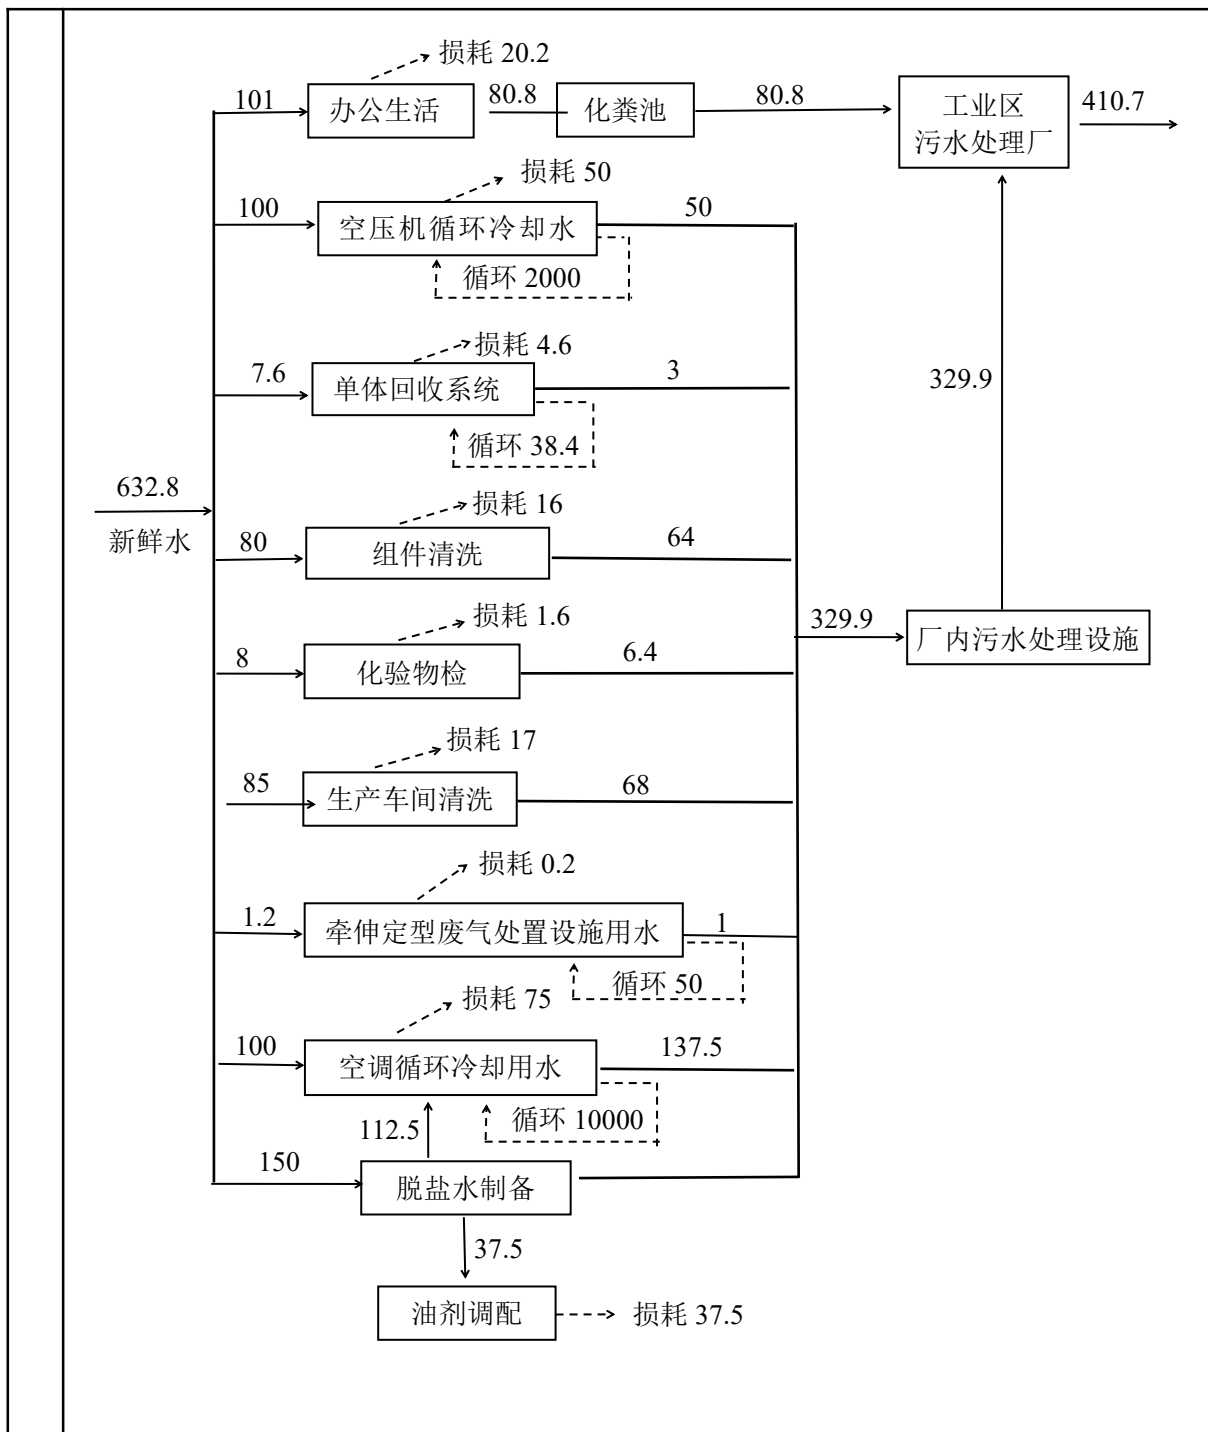 损耗 20.2
101
办公生活
80.8
化粪池
80.8
工业区
污水处理厂
410.7
损耗 50
100
空压机循环冷却水
50
循环 2000
损耗 4.6
7.6
单体回收系统
3
329.9
循环 38.4
632.8
新鲜水
损耗 16
80
组件清洗
64
损耗 1.6
8
化验物检
6.4
329.9
厂内污水处理设施
损耗 17
85
生产车间清洗
68
损耗 0.2
1.2
牵伸定型废气处置设施用水
1
循环 50
损耗 75
100
空调循环冷却用水
137.5
循环 10000
112.5
150
脱盐水制备
37.5
油剂调配
损耗 37.5